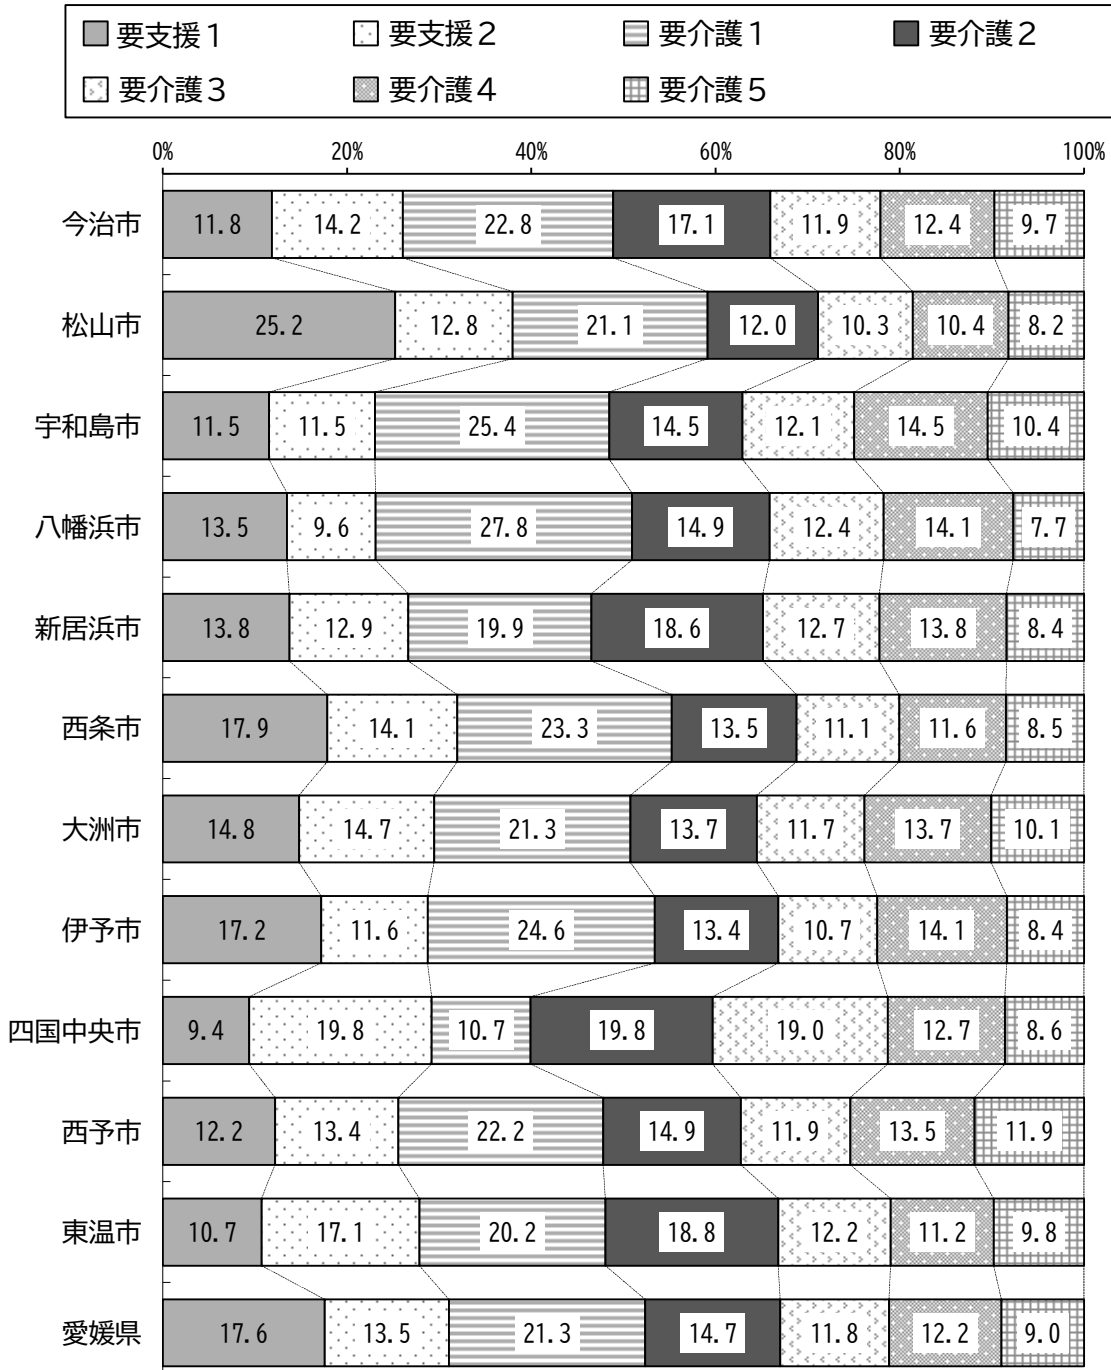 要支援１ 要支援２ 要介護１ 要介護２
要介護３ 要介護４ 要介護５
0% 20% 40% 60% 80% 100%
今治市 11.8 14.2 22.8 17.1 11.9 12.4 9.7
松山市 25.2 12.8 21.1 12.0 10.3 10.4 8.2
宇和島市 11.5 11.5 25.4 14.5 12.1 14.5 10.4
八幡浜市 13.5 9.6 27.8 14.9 12.4 14.1 7.7
新居浜市 13.8 12.9 19.9 18.6 12.7 13.8 8.4
西条市 17.9 14.1 23.3 13.5 11.1 11.6 8.5
大洲市 14.8 14.7 21.3 13.7 11.7 13.7 10.1
伊予市 17.2 11.6 24.6 13.4 10.7 14.1 8.4
四国中央市 9.4 19.8 10.7 19.8 19.0 12.7 8.6
西予市 12.2 13.4 22.2 14.9 11.9 13.5 11.9
東温市 10.7 17.1 20.2 18.8 12.2 11.2 9.8
愛媛県 17.6 13.5 21.3 14.7 11.8 12.2 9.0